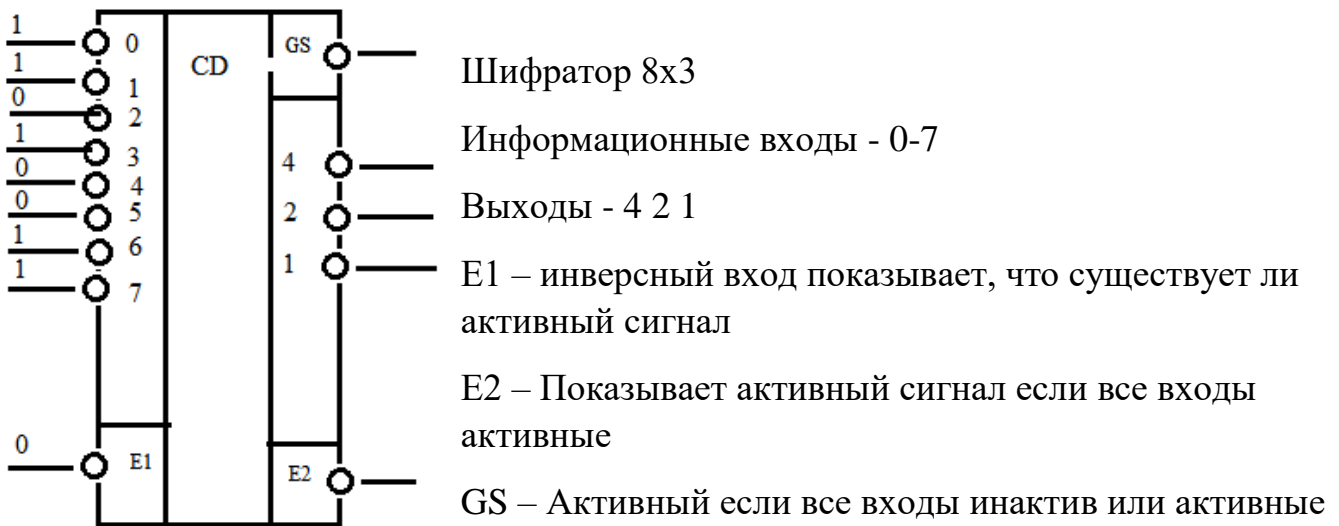 1
0
GS
1
1
CD
0
2
1
3
4
0
4
0
5
2
1
6
1
1
7
0
E1
E2
Шифратор 8x3
Информационные входы - 0-7
Выходы - 4 2 1
E1 – инверсный вход показывает, что существует ли
активный сигнал
E2 – Показывает активный сигнал если все входы
активные
GS – Активный если все входы инактив или активные